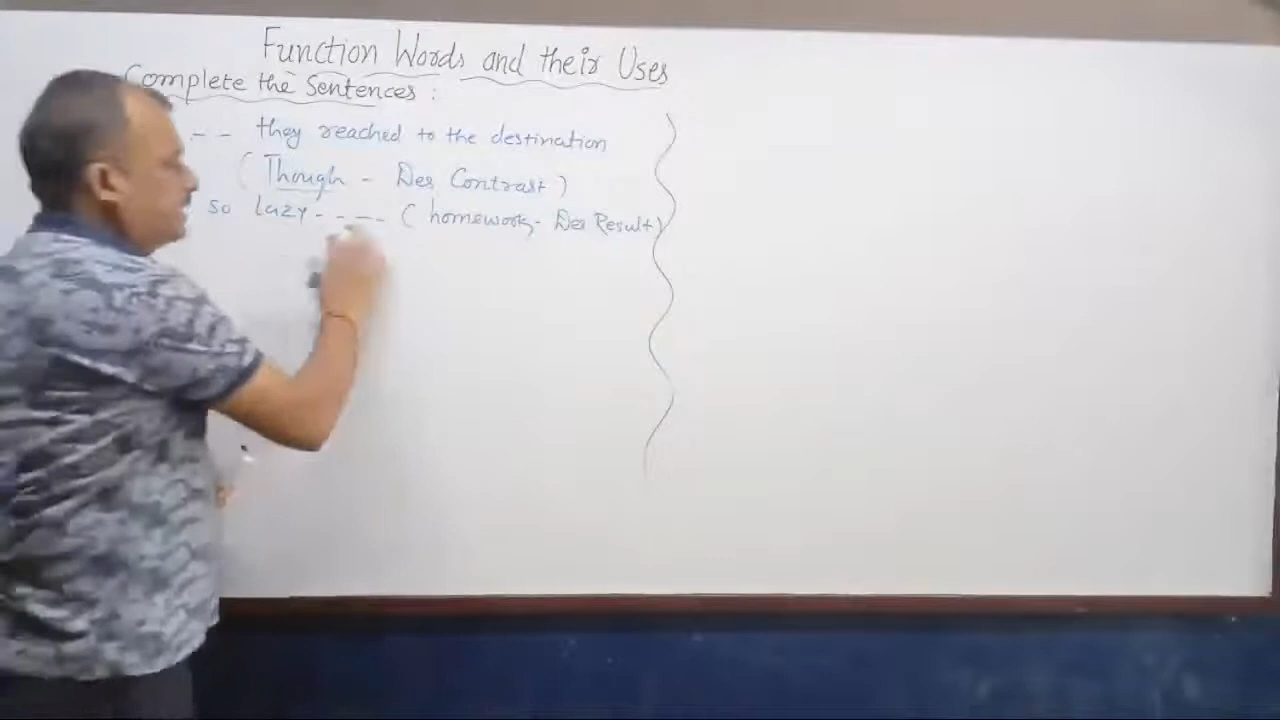 Function Words and their Uses
Complete the Sentences :
-- they reached to the destination
( Though - Des Contrast )
so lazy ---- ( homework - Des Result )